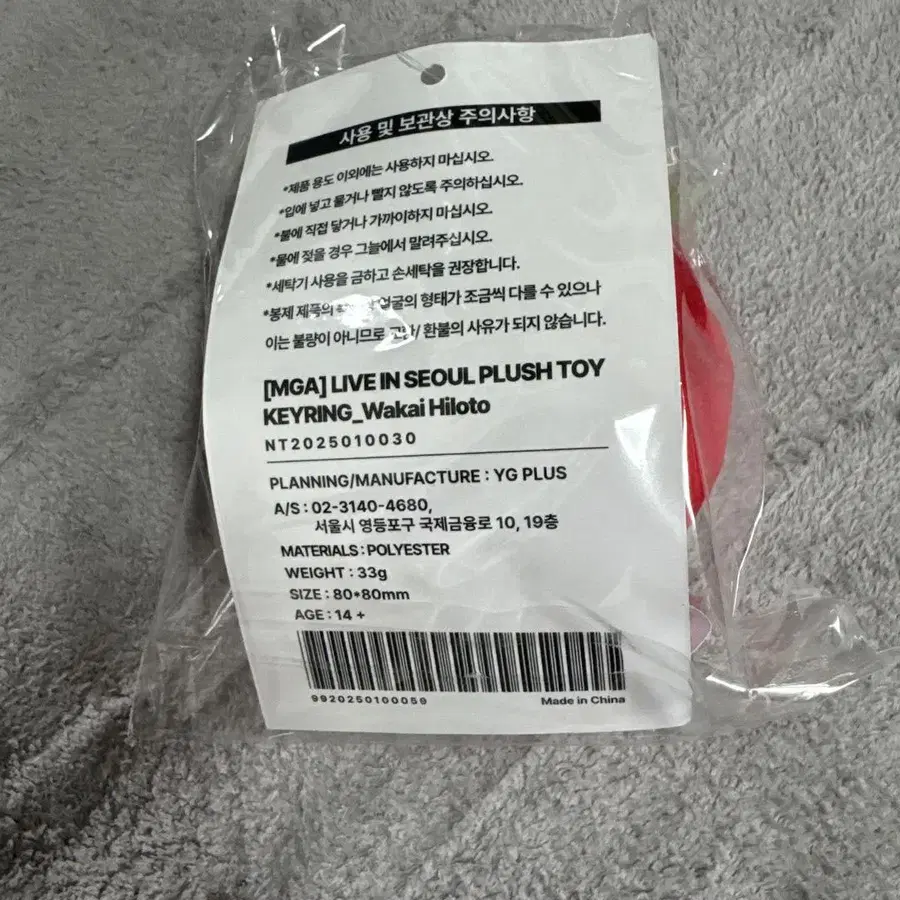 사용 및 보관상 주의사항
*제품 용도 이외에는 사용하지 마십시오.
*입에 넣고 물거나 빨지 않도록 주의하십시오.
*불에 직접 닿거나 가까이하지 마십시오.
*물에 젖을 경우 그늘에서 말려주십시오.
*세탁기 사용을 금하고 손세탁을 권장합니다.
*봉제 제품의 얼굴의 형태가 조금씩 다를 수 있으나
이는 불량이 아니므로 교환/ 환불의 사유가 되지 않습니다.
[MGA] LIVE IN SEOUL PLUSH TOY
KEYRING_Wakai Hiloto
NT2025010030
PLANNING/MANUFACTURE : YG PLUS
A/S : 02-3140-4680,
서울시 영등포구 국제금융로 10, 19층
MATERIALS : POLYESTER
WEIGHT : 33g
SIZE : 80*80mm
AGE : 14 +
9920250100059
Made in China